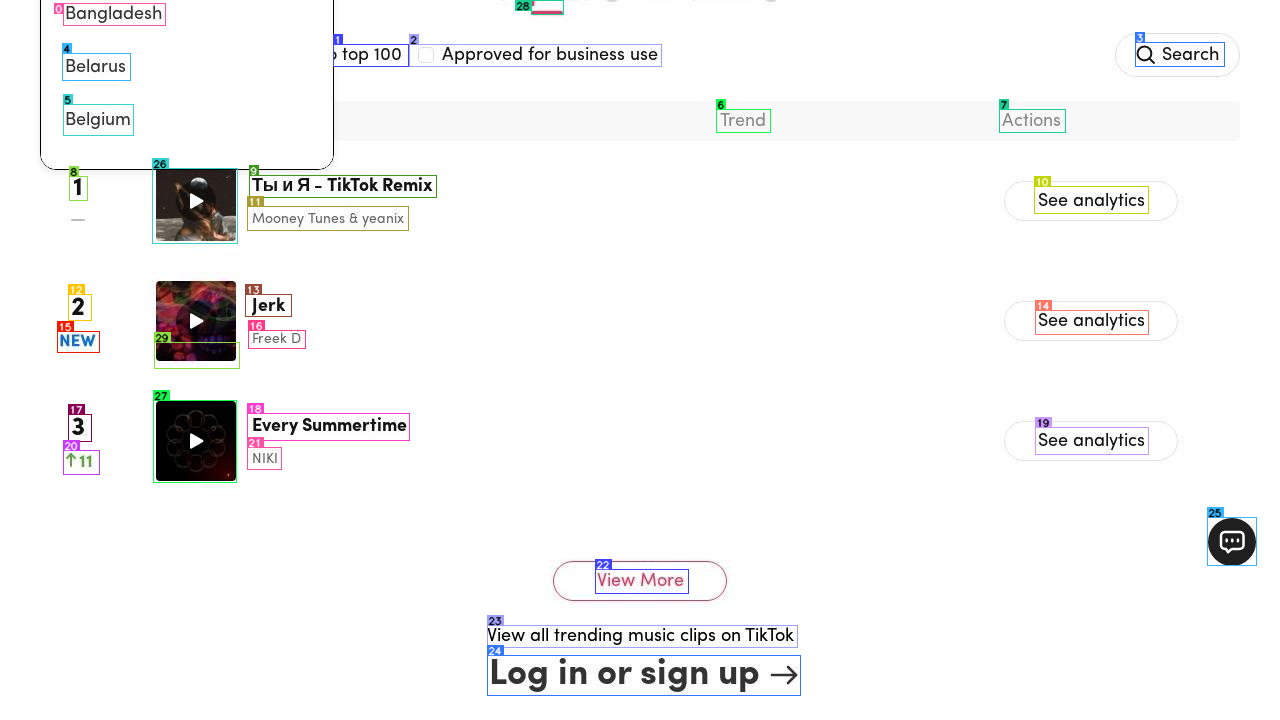 Bangladesh
top 100
Approved for business use
Search
Belarus
Belgium
Trend
Actions
1
Ты и Я - TikTok Remix
Mooney Tunes & yeanix
See analytics
2
NEW
Jerk
Freek D
See analytics
3
↑11
Every Summertime
NIKI
See analytics
View More
View all trending music clips on TikTok
Log in or sign up →
0
1
2
3
4
5
6
7
8
9
10
11
12
13
14
15
16
17
18
19
20
21
22
23
24
25
26
27
28
29